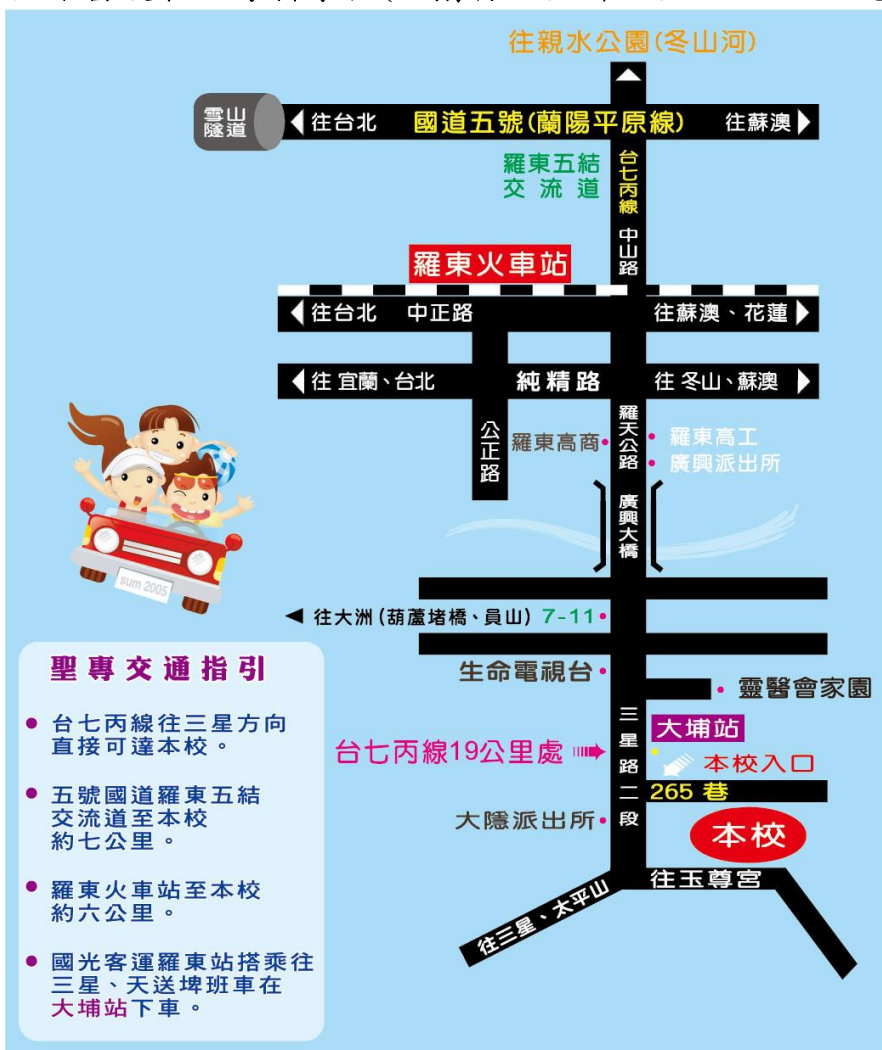 往親水公園(冬山河)
雪山
隧道
往台北
國道五號(蘭陽平原線)
往蘇澳
羅東五結
交流道
台七丙線
中山路
羅東火車站
往台北
中正路
往蘇澳、花蓮
往 宜蘭、台北
純精路
往 冬山、蘇澳
公正路
羅東高商
羅天公路
羅東高工
廣興派出所
廣興大橋
sum 2005
往大洲(葫蘆堵橋、員山) 7-11
生命電視台
靈醫會家園
三星路二段
大埔站
台七丙線19公里處
本校入口
265 巷
大隱派出所
本校
往玉尊宮
往三星、太平山
聖專交通指引
台七丙線往三星方向
直接可達本校。
五號國道羅東五結
交流道至本校
約七公里。
羅東火車站至本校
約六公里。
國光客運羅東站搭乘往
三星、天送埤班車在
大埔站下車。